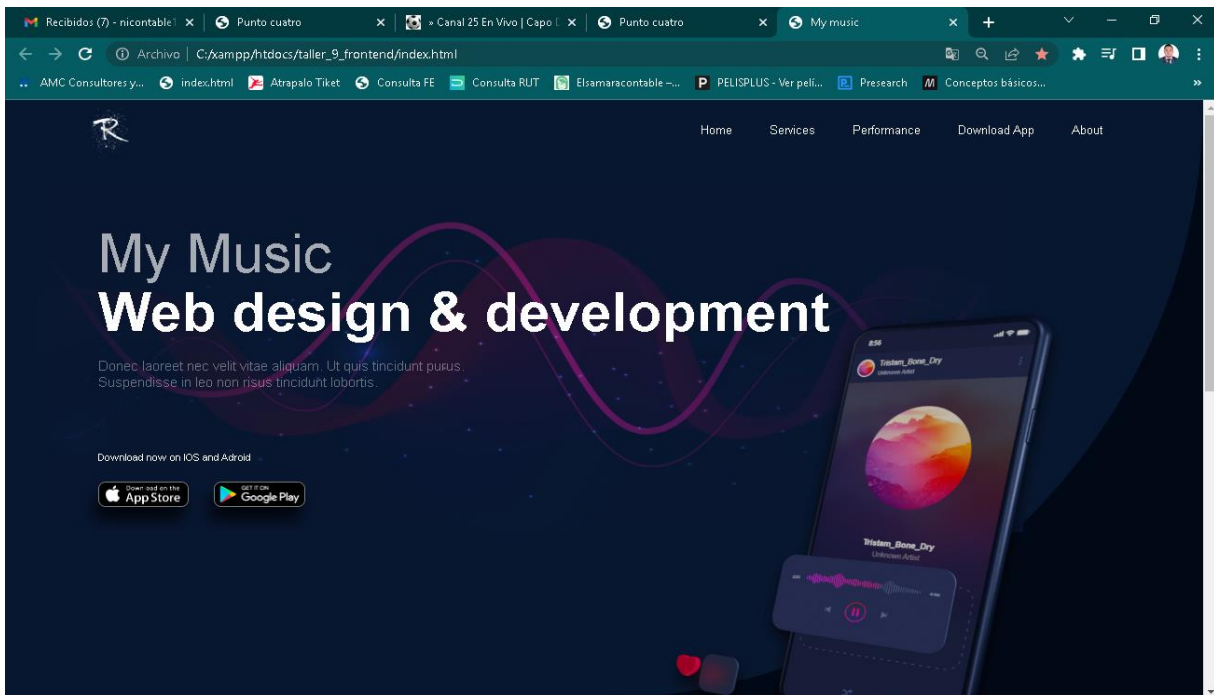 Recibidos (7) - nicontable1
Punto cuatro
» Canal 25 En Vivo | Capo D
Punto cuatro
My music
Archivo | C:/xampp/htdocs/taller_9_frontend/index.html
AMC Consultores y...
index.html
Atrapalo Tiket
Consulta FE
Consulta RUT
Elsamaracontable –...
PELISPLUS - Ver pelí...
Presearch
Conceptos básicos...
»
R
Home Services Performance Download App About
My Music
Web design & development
Donec laoreet nec velit vitae aliquam. Ut quis tincidunt purus.
Suspendisse in leo non risus tincidunt lobortis.
Download now on IOS and Adroid
Download on the
App Store
GET IT ON
Google Play
8:56
Tristam_Bone_Dry
Unknown Artist
Tristam_Bone_Dry
Unknown Artist